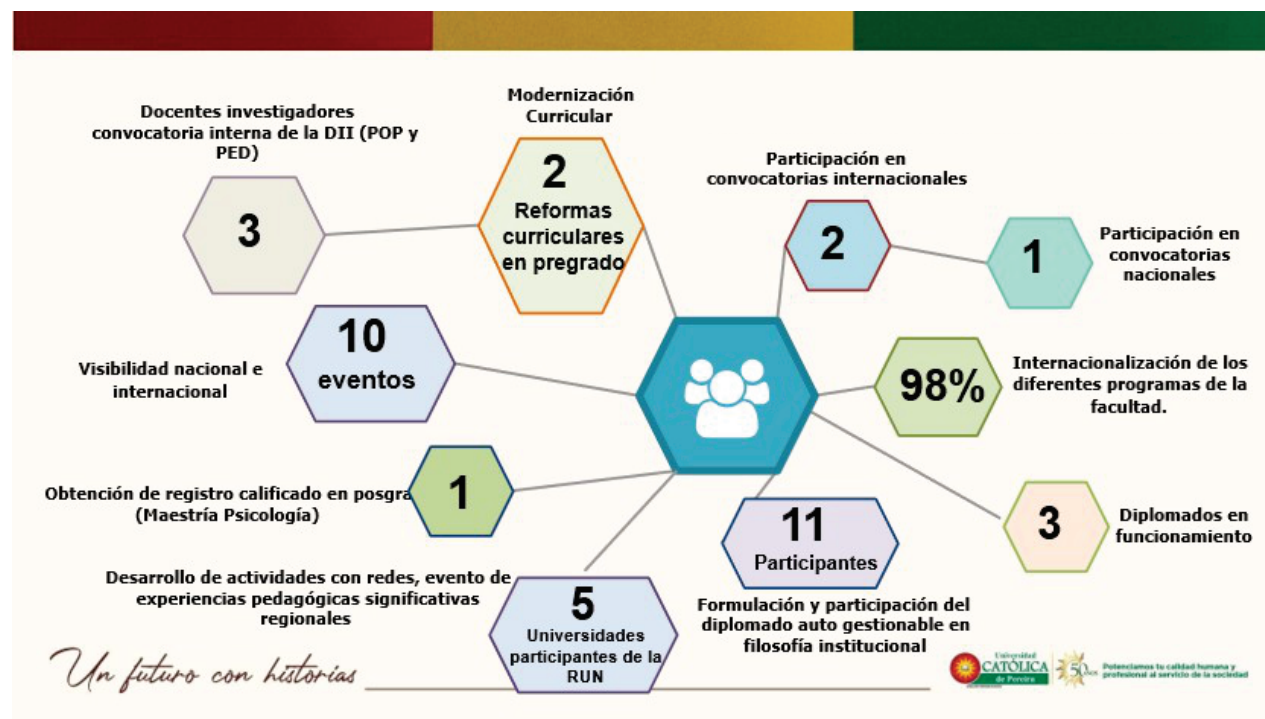 Docentes investigadores
convocatoria interna de la DII (POP y
PED)
3
Modernización
Curricular
2
Reformas
curriculares
en pregrado
Participación en
convocatorias internacionales
2
1
Participación en
convocatorias
nacionales
10
eventos
Visibilidad nacional e
internacional
98%
Internacionalización de los
diferentes programas de la
facultad.
Obtención de registro calificado en posgra
(Maestría Psicología)
1
11
Participantes
Formulación y participación del
diplomado auto gestionable en
filosofía institucional
3
Diplomados en
funcionamiento
Desarrollo de actividades con redes, evento de
experiencias pedagógicas significativas
regionales
5
Universidades
participantes de la
RUN
Un futuro con historias
Universidad
CATÓLICA
de Pereira
50 años
Potenciamos tu calidad humana y
profesional al servicio de la sociedad